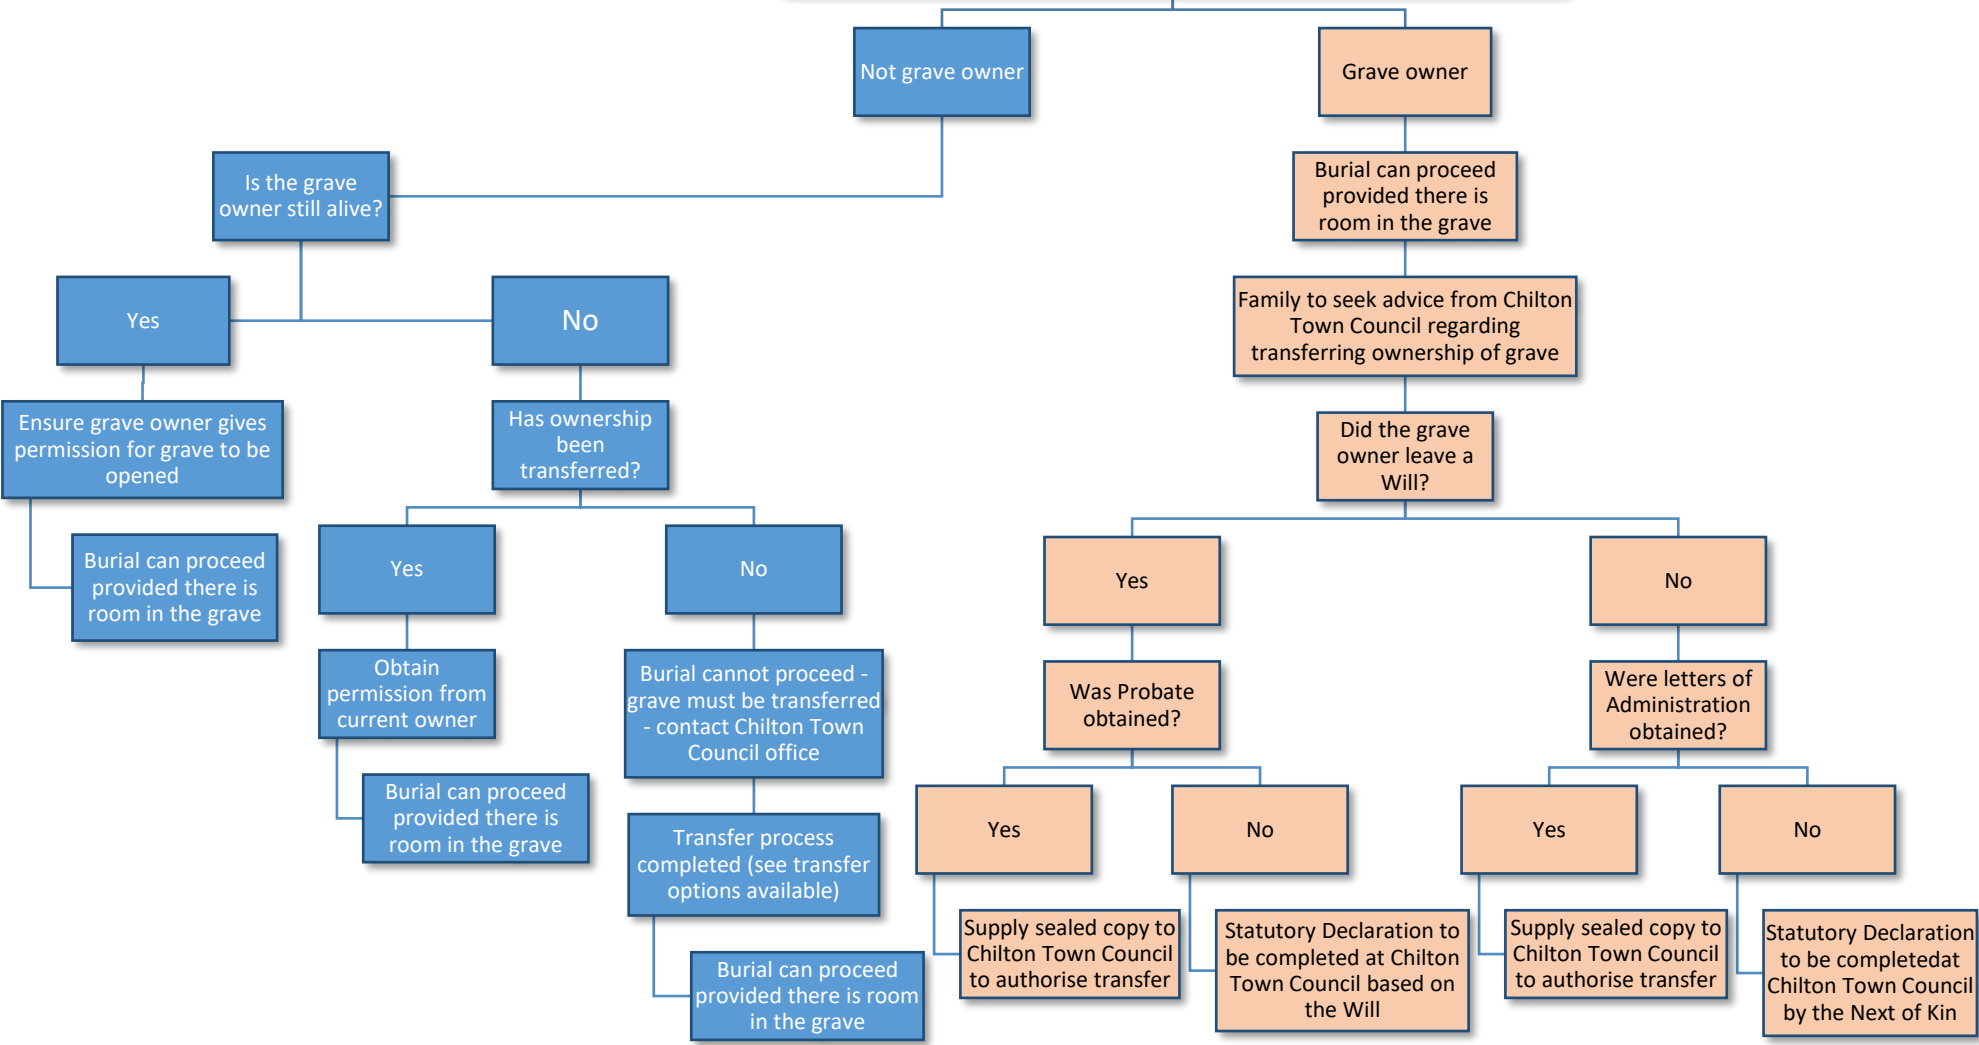 Not grave owner
Grave owner
Is the grave
owner still alive?
Burial can proceed
provided there is
room in the grave
Yes
No
Family to seek advice from Chilton
Town Council regarding
transferring ownership of grave
Ensure grave owner gives
permission for grave to be
opened
Has ownership
been
transferred?
Did the grave
owner leave a
Will?
Burial can proceed
provided there is
room in the grave
Yes
No
Yes
No
Obtain
permission from
current owner
Burial cannot proceed -
grave must be transferred
- contact Chilton Town
Council office
Was Probate
obtained?
Were letters of
Administration
obtained?
Burial can proceed
provided there is
room in the grave
Transfer process
completed (see transfer
options available)
Yes
No
Yes
No
Burial can proceed
provided there is room
in the grave
Supply sealed copy to
Chilton Town Council
to authorise transfer
Statutory Declaration to
be completed at Chilton
Town Council based on
the Will
Supply sealed copy to
Chilton Town Council
to authorise transfer
Statutory Declaration
to be completedat
Chilton Town Council
by the Next of Kin